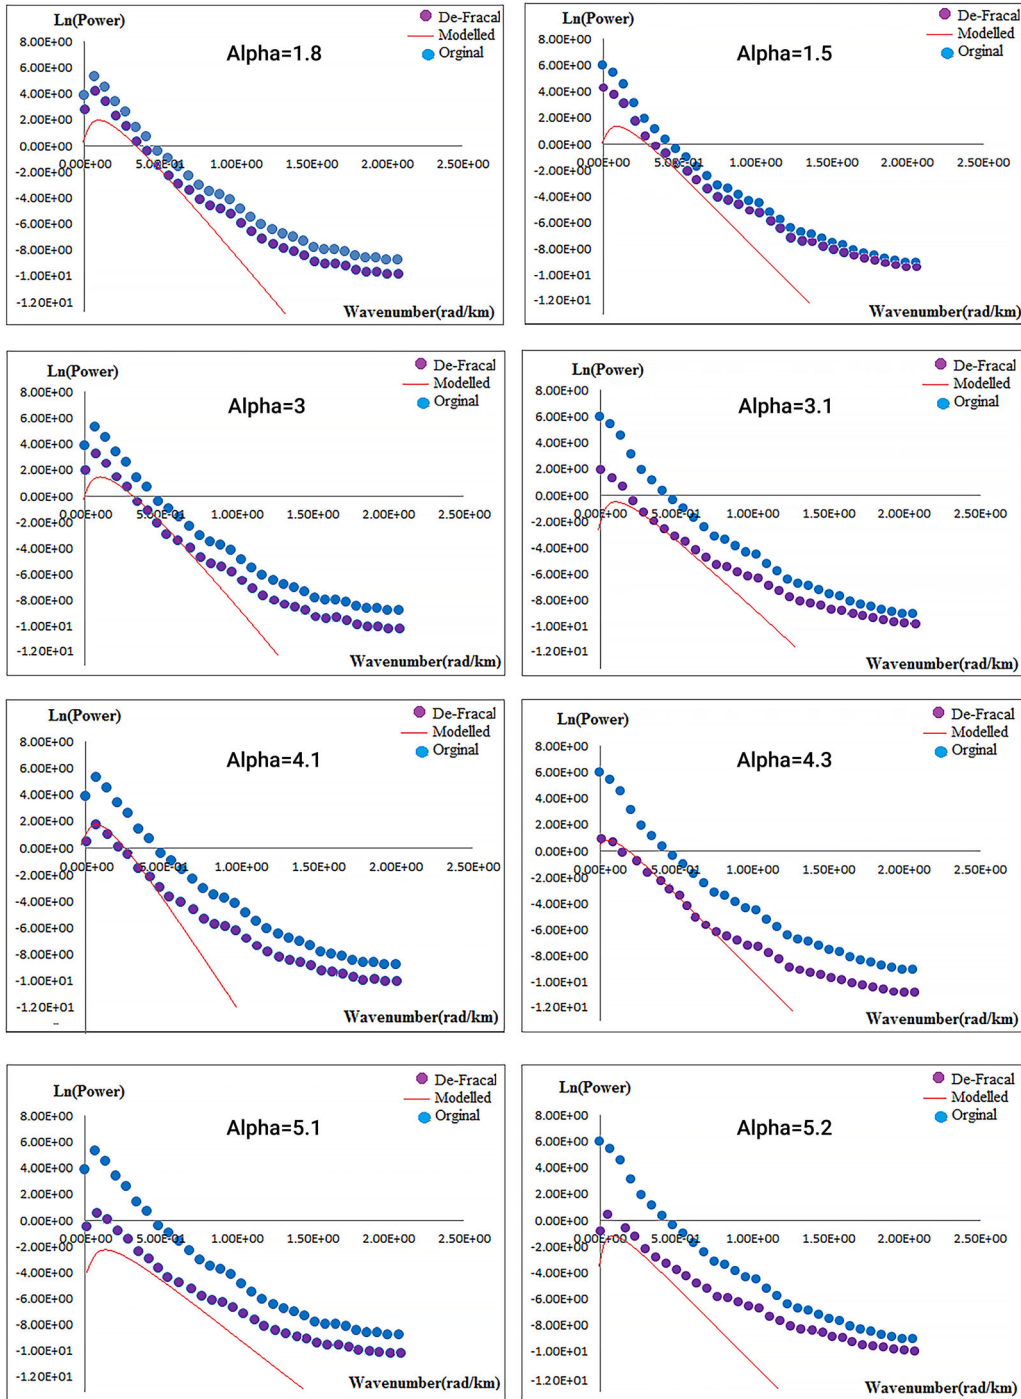 Ln(Power)
De-Fracal
Modelled
Orginal
Alpha=1.8
8.00E+00
6.00E+00
4.00E+00
2.00E+00
0.00E+00
-2.00E+00
-4.00E+00
-6.00E+00
-8.00E+00
-1.00E+01
-1.20E+01
0.00E+00 5.00E-01 1.00E+00 1.50E+00 2.00E+00 2.50E+00
Wavenumber(rad/km)
Ln(Power)
De-Fracal
Modelled
Orginal
Alpha=1.5
8.00E+00
6.00E+00
4.00E+00
2.00E+00
0.00E+00
-2.00E+00
-4.00E+00
-6.00E+00
-8.00E+00
-1.00E+01
-1.20E+01
0.00E+00 5.00E-01 1.00E+00 1.50E+00 2.00E+00 2.50E+00
Wavenumber(rad/km)
Ln(Power)
De-Fracal
Modelled
Orginal
Alpha=3
8.00E+00
6.00E+00
4.00E+00
2.00E+00
0.00E+00
-2.00E+00
-4.00E+00
-6.00E+00
-8.00E+00
-1.00E+01
-1.20E+01
0.00E+00 5.00E-01 1.00E+00 1.50E+00 2.00E+00 2.50E+00
Wavenumber(rad/km)
Ln(Power)
De-Fracal
Modelled
Orginal
Alpha=3.1
8.00E+00
6.00E+00
4.00E+00
2.00E+00
0.00E+00
-2.00E+00
-4.00E+00
-6.00E+00
-8.00E+00
-1.00E+01
-1.20E+01
0.00E+00 5.00E-01 1.00E+00 1.50E+00 2.00E+00 2.50E+00
Wavenumber(rad/km)
Ln(Power)
De-Fracal
Modelled
Orginal
Alpha=4.1
8.00E+00
6.00E+00
4.00E+00
2.00E+00
0.00E+00
-2.00E+00
-4.00E+00
-6.00E+00
-8.00E+00
-1.00E+01
-1.20E+01
0.00E+00 5.00E-01 1.00E+00 1.50E+00 2.00E+00 2.50E+00
Wavenumber(rad/km)
Ln(Power)
De-Fracal
Modelled
Orginal
Alpha=4.3
8.00E+00
6.00E+00
4.00E+00
2.00E+00
0.00E+00
-2.00E+00
-4.00E+00
-6.00E+00
-8.00E+00
-1.00E+01
-1.20E+01
0.00E+00 5.00E-01 1.00E+00 1.50E+00 2.00E+00 2.50E+00
Wavenumber(rad/km)
Ln(Power)
De-Fracal
Modelled
Orginal
Alpha=5.1
8.00E+00
6.00E+00
4.00E+00
2.00E+00
0.00E+00
-2.00E+00
-4.00E+00
-6.00E+00
-8.00E+00
-1.00E+01
-1.20E+01
0.00E+00 5.00E-01 1.00E+00 1.50E+00 2.00E+00 2.50E+00
Wavenumber(rad/km)
Ln(Power)
De-Fracal
Modelled
Orginal
Alpha=5.2
8.00E+00
6.00E+00
4.00E+00
2.00E+00
0.00E+00
-2.00E+00
-4.00E+00
-6.00E+00
-8.00E+00
-1.00E+01
-1.20E+01
0.00E+00 5.00E-01 1.00E+00 1.50E+00 2.00E+00 2.50E+00
Wavenumber(rad/km)